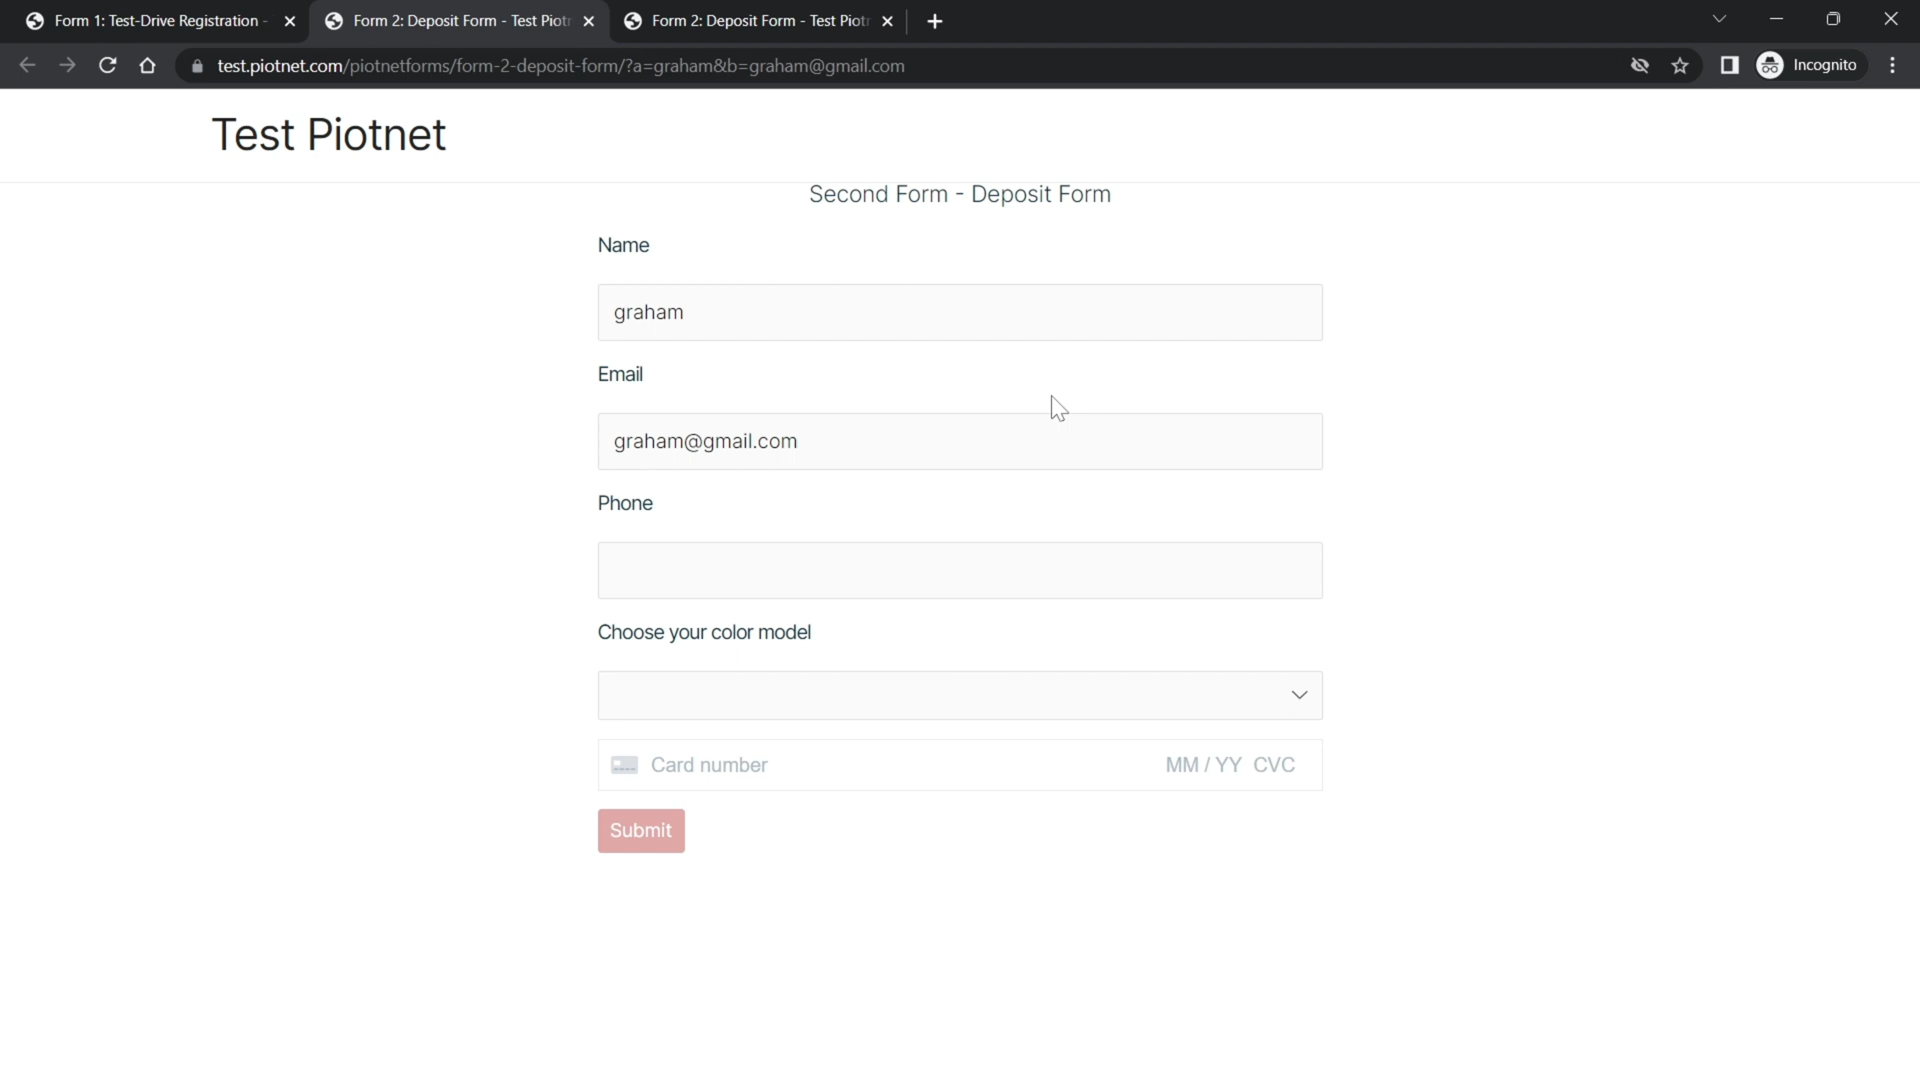 Form 1: Test-Drive Registration -
Form 2: Deposit Form - Test Piotr
Form 2: Deposit Form - Test Piotr
test.piotnet.com/piotnetforms/form-2-deposit-form/?a=graham&b=graham@gmail.com
Incognito
Test Piotnet
Second Form - Deposit Form
Name
graham
Email
graham@gmail.com
Phone
Choose your color model
Card number MM / YY CVC
Submit